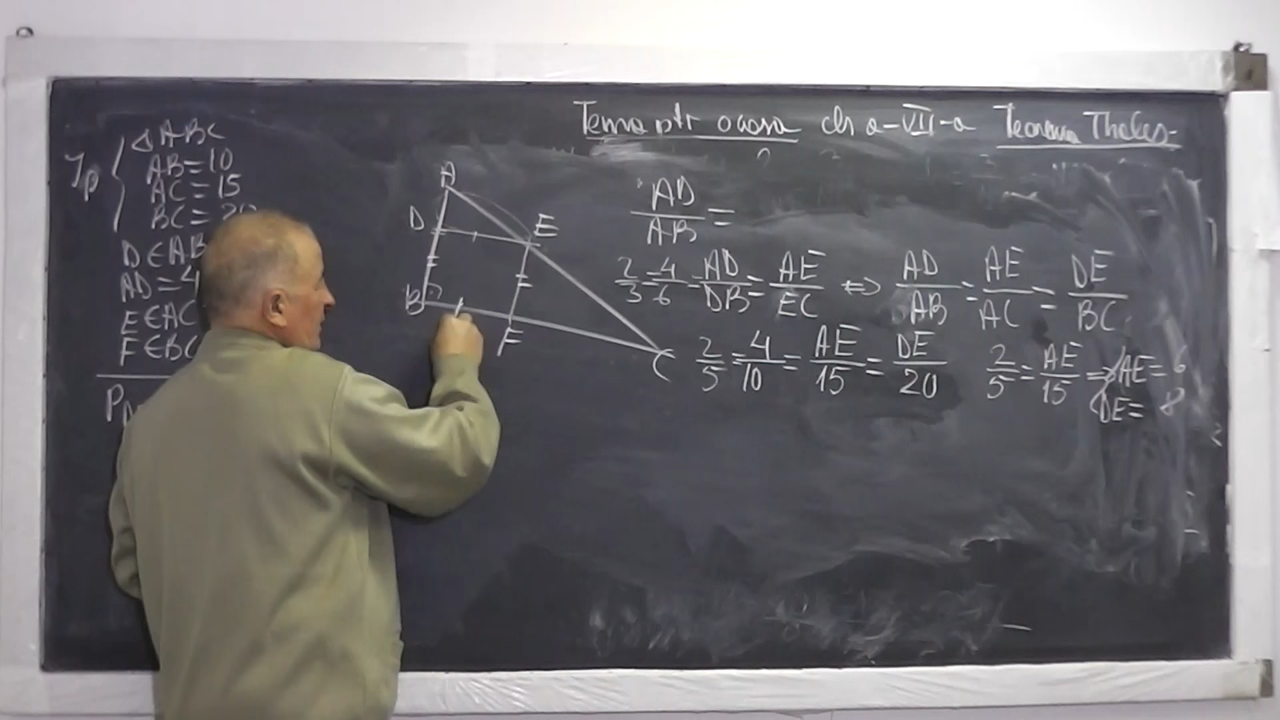 Tema ptr acasa cls a-VII-a Teorema Thales
Ip { △ABC
AB=10
AC=15
BC=20
D∈AB
AD=4
E∈AC
F∈BC
P
A
D
E
B
F
C
AD/AB =
2/3 = 4/6 = AD/DB = AE/EC ⇔ AD/AB = AE/AC = DE/BC
2/5 = 4/10 = AE/15 = DE/20 2/5 = AE/15 ⇒ AE=6
DE=8